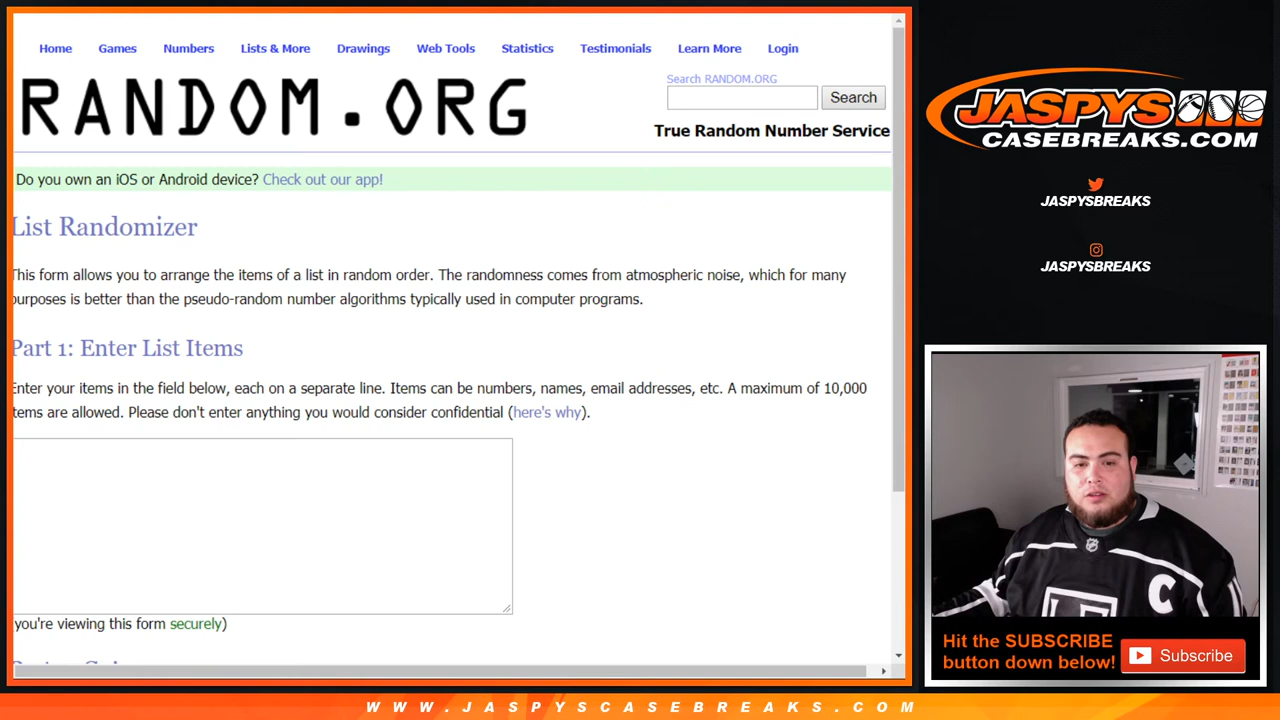 Home Games Numbers Lists & More Drawings Web Tools Statistics Testimonials Learn More Login
RANDOM.ORG
Search RANDOM.ORG
Search
True Random Number Service
Do you own an iOS or Android device? Check out our app!
List Randomizer
This form allows you to arrange the items of a list in random order. The randomness comes from atmospheric noise, which for many
purposes is better than the pseudo-random number algorithms typically used in computer programs.
Part 1: Enter List Items
Enter your items in the field below, each on a separate line. Items can be numbers, names, email addresses, etc. A maximum of 10,000
items are allowed. Please don't enter anything you would consider confidential (here's why).
you're viewing this form securely)
JASPYS
CASEBREAKS.COM
JASPYSBREAKS
JASPYSBREAKS
C
LA
Hit the SUBSCRIBE
button down below!
Subscribe
WWW.JASPYSCASEBREAKS.COM